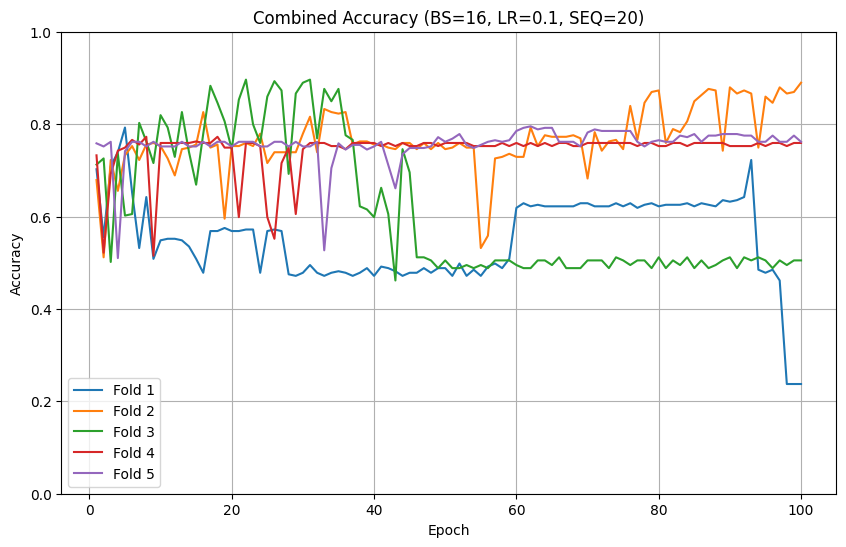 Combined Accuracy (BS=16, LR=0.1, SEQ=20)
1.0
0.8
0.6
0.4
0.2
0.0
Accuracy
Fold 1
Fold 2
Fold 3
Fold 4
Fold 5
0 20 40 60 80 100
Epoch